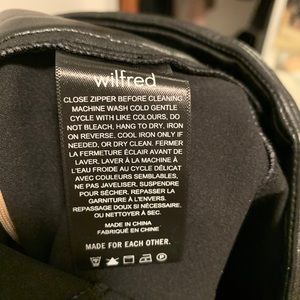 wilfred
CLOSE ZIPPER BEFORE CLEANING
MACHINE WASH COLD GENTLE
CYCLE WITH LIKE COLOURS, DO
NOT BLEACH, HANG TO DRY, IRON
ON REVERSE. COOL IRON ONLY IF
NEEDED, OR DRY CLEAN. FERMER
LA FERMETURE ÉCLAIR AVANT DE
LAVER. LAVER À LA MACHINE À
L'EAU FROIDE AU CYCLE DÉLICAT
AVEC COULEURS SEMBLABLES,
NE PAS JAVELISER. SUSPENDRE
POUR SÉCHER, REPASSER LA
GARNITURE À L'ENVERS.
REPASSAGE DOUX SI NÉCESSAIRE.
OU NETTOYER À SEC.
MADE IN CHINA
FABRIQUÉ EN CHINE
MADE FOR EACH OTHER.